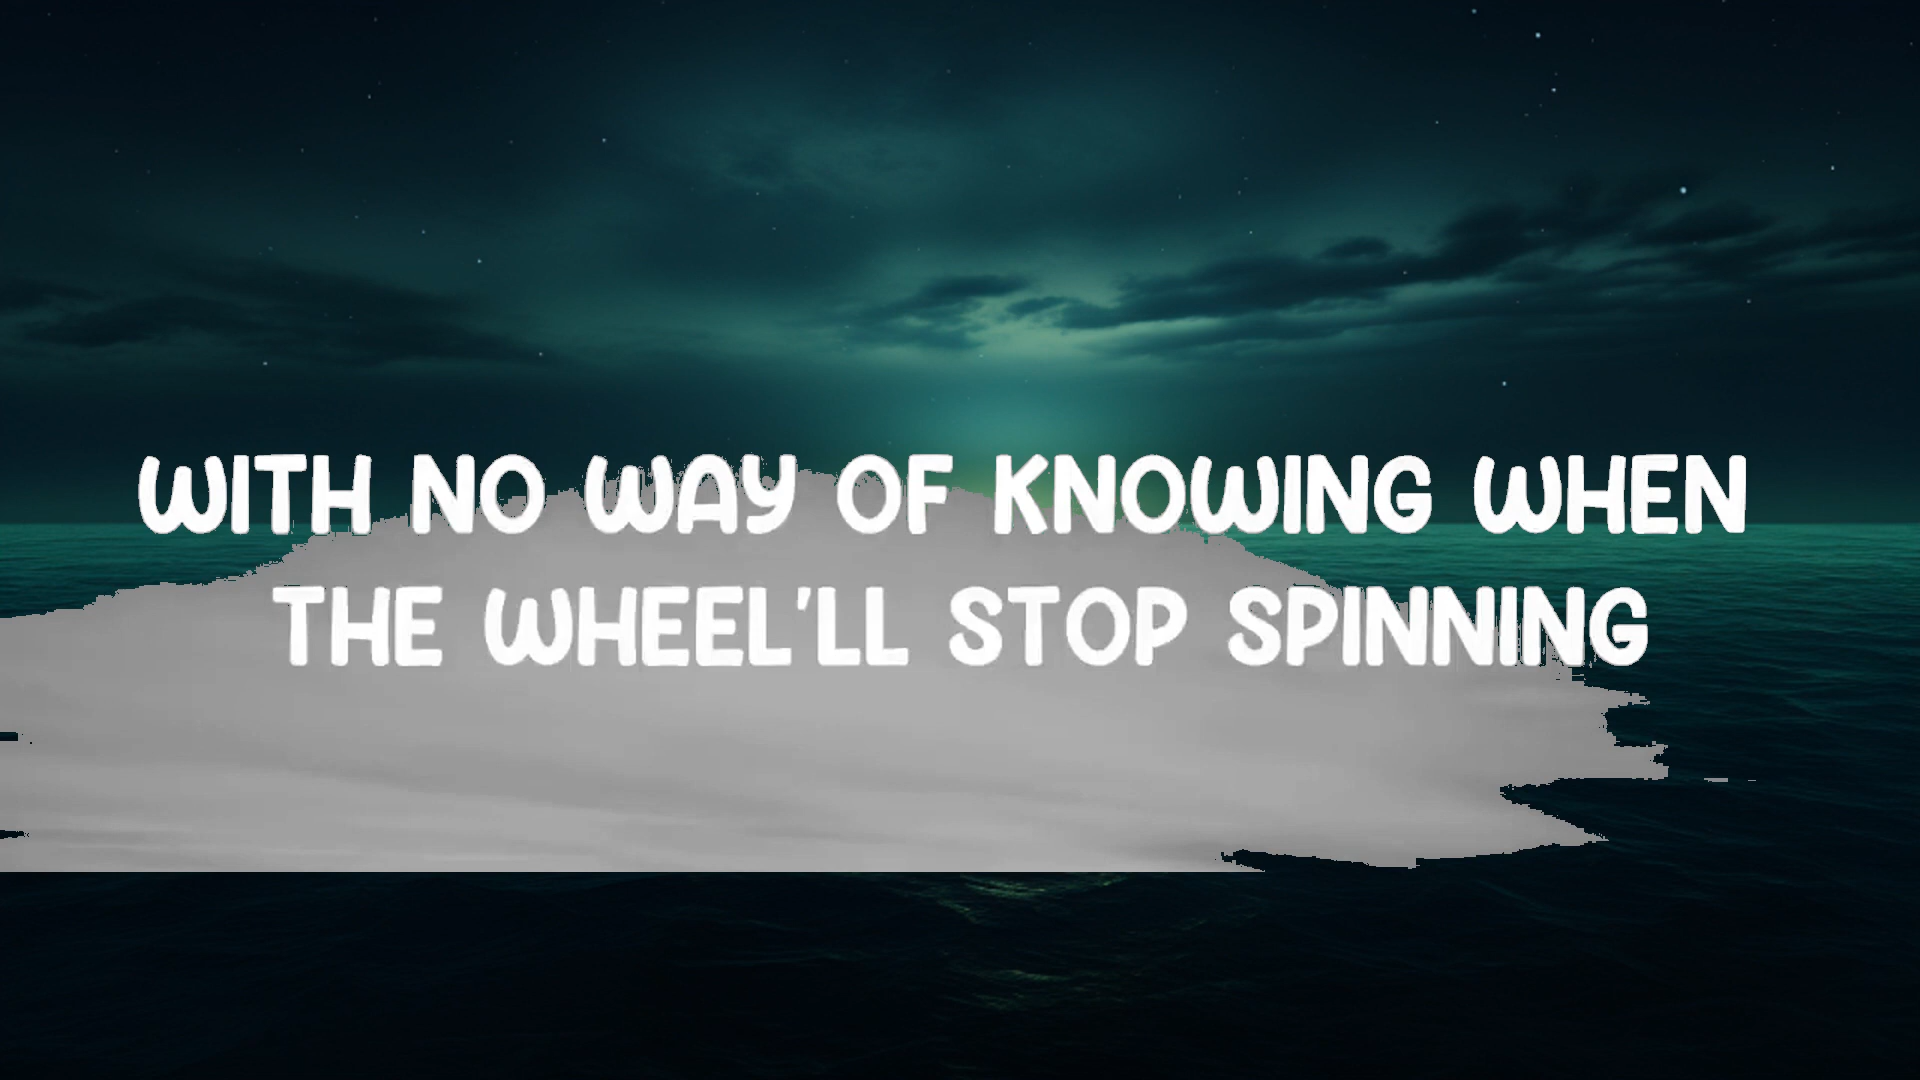 WITH NO WAY OF KNOWING WHEN
THE WHEEL'LL STOP SPINNING